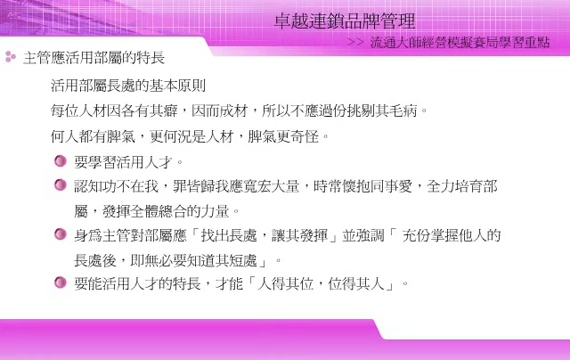 卓越連鎖品牌管理
>> 流通大師經營模擬賽局學習重點
主管應活用部屬的特長
活用部屬長處的基本原則
每位人材因各有其癖，因而成材，所以不應過份挑剔其毛病。
何人都有脾氣，更何況是人材，脾氣更奇怪。
要學習活用人才。
認知功不在我，罪皆歸我應寬宏大量，時常懷抱同事愛，全力培育部
屬，發揮全體總合的力量。
身為主管對部屬應「找出長處，讓其發揮」並強調「 充份掌握他人的
長處後，即無必要知道其短處」。
要能活用人才的特長，才能「人得其位，位得其人」。